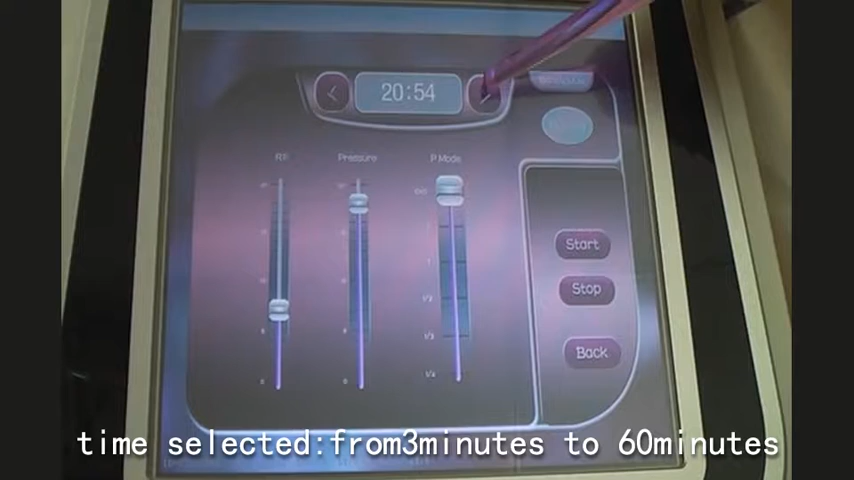 20:54
RF
Pressure
P.Mode
Start
Stop
Back
time selected:from3minutes to 60minutes